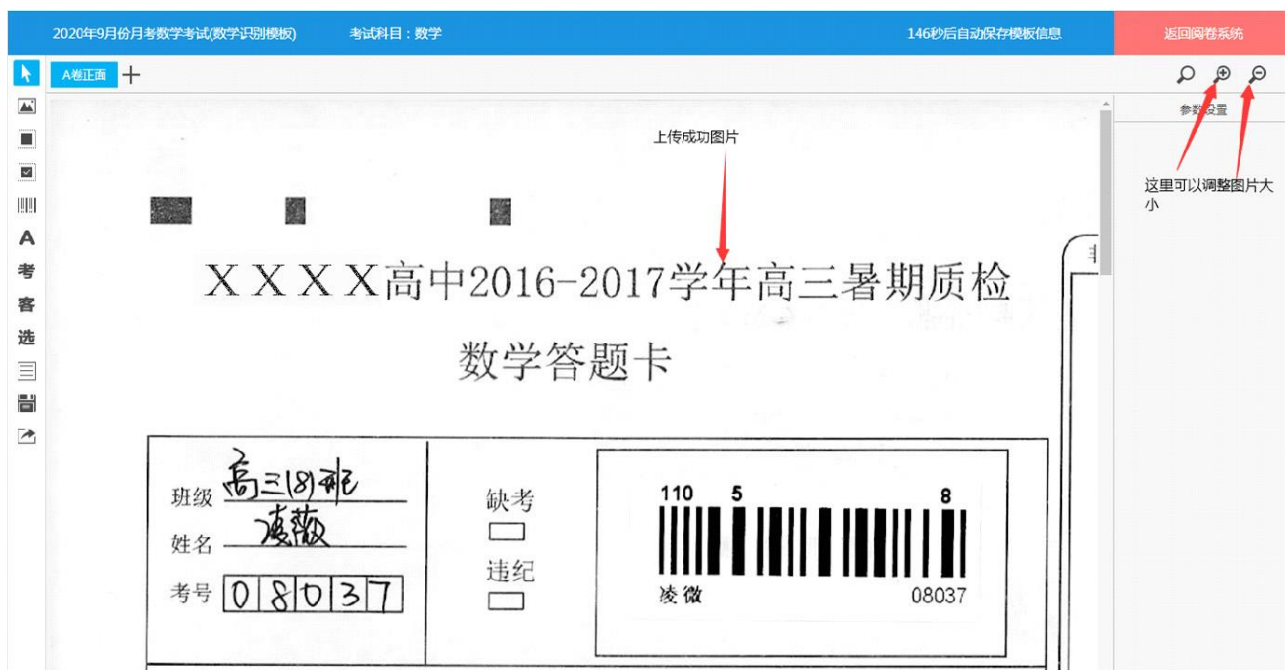 2020年9月份月考数学考试(数学识别模板) 考试科目：数学 146秒后自动保存模板信息 返回阅卷系统
A卷正面
参数设置
上传成功图片
这里可以调整图片大
小
A
考
客
选
XXXX高中2016-2017学年高三暑期质检
数学答题卡
班级 高三(8)班
姓名 凌薇
考号 08037
缺考
违纪
110 5 8
凌微 08037